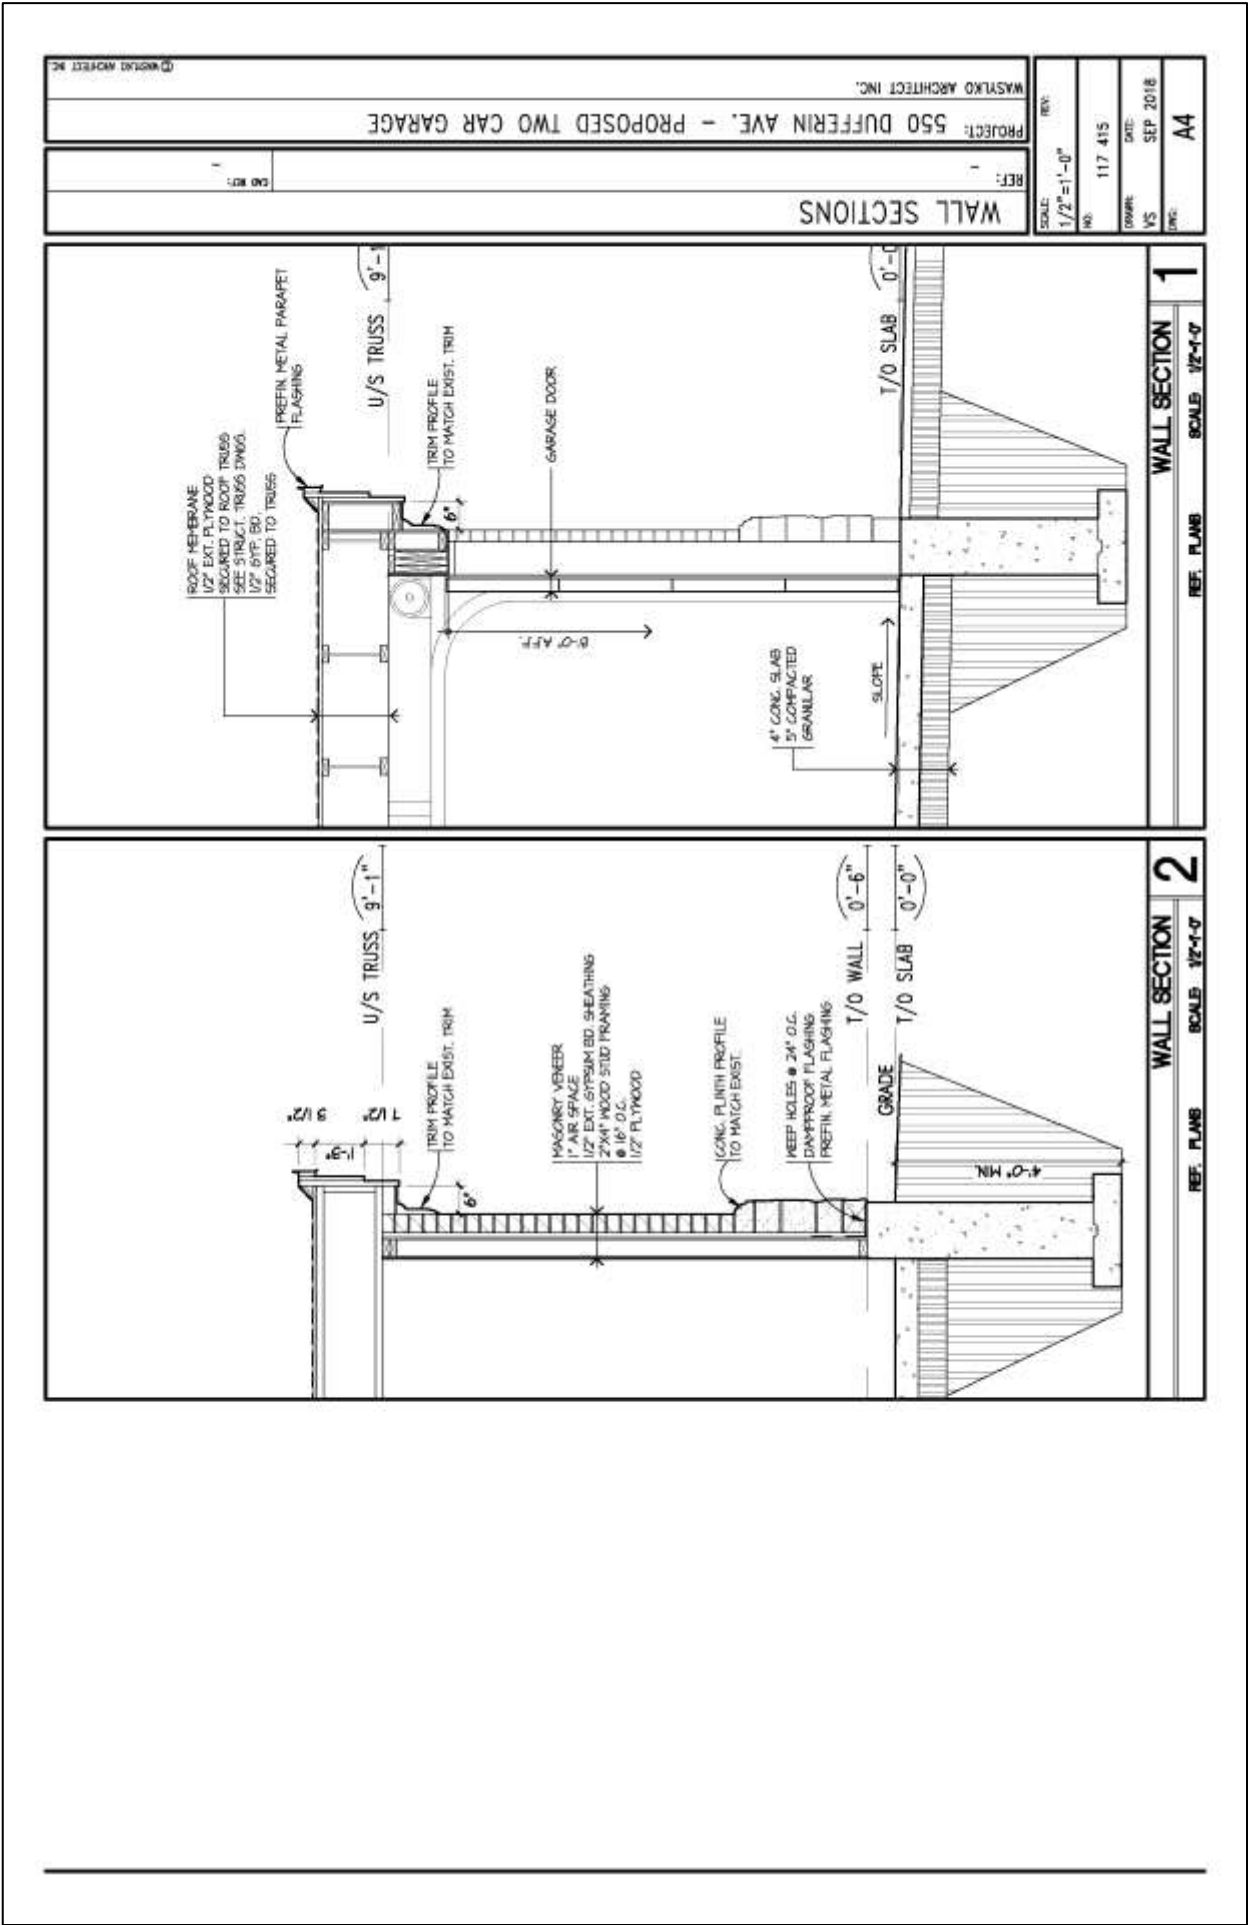 WALL SECTIONS
REF: -
CAD REF: -
PROJECT: 550 DUFFERIN AVE. - PROPOSED TWO CAR GARAGE
WASYLKO ARCHITECT INC.
© WASYLKO ARCHITECT INC.
SCALE:
1/2"=1'-0"
REV:
NO:
117 415
DRAWN:
VS
DATE:
SEP 2018
DWG:
A4
ROOF MEMBRANE
1/2" EXT. PLYWOOD
SECURED TO ROOF TRUSS
SEE STRUCT. TRUSS DWGS.
1/2" GYP. BD.
SECURED TO TRUSS
PREFIN. METAL PARAPET
FLASHING
U/S TRUSS
9'-1
TRIM PROFILE
TO MATCH EXIST. TRIM
6"
GARAGE DOOR
8'-0" A.F.F.
4" CONC. SLAB
5" COMPACTED
GRANULAR
SLOPE
T/O SLAB
0'-0
WALL SECTION
1
REF. PLANS
SCALE: 1/2"=1'-0"
3 1/2"
1'-3"
7 1/2"
U/S TRUSS
9'-1"
TRIM PROFILE
TO MATCH EXIST. TRIM
6"
MASONRY VENEER
1" AIR SPACE
1/2" EXT. GYPSUM BD. SHEATHING
2"X4" WOOD STUD FRAMING
@ 16" O.C.
1/2" PLYWOOD
CONC. PLINTH PROFILE
TO MATCH EXIST.
WEEP HOLES @ 24" O.C.
DAMPPROOF FLASHING
PREFIN. METAL FLASHING
T/O WALL
0'-6"
GRADE
T/O SLAB
0'-0"
4'-0" MIN.
WALL SECTION
2
REF. PLANS
SCALE: 1/2"=1'-0"